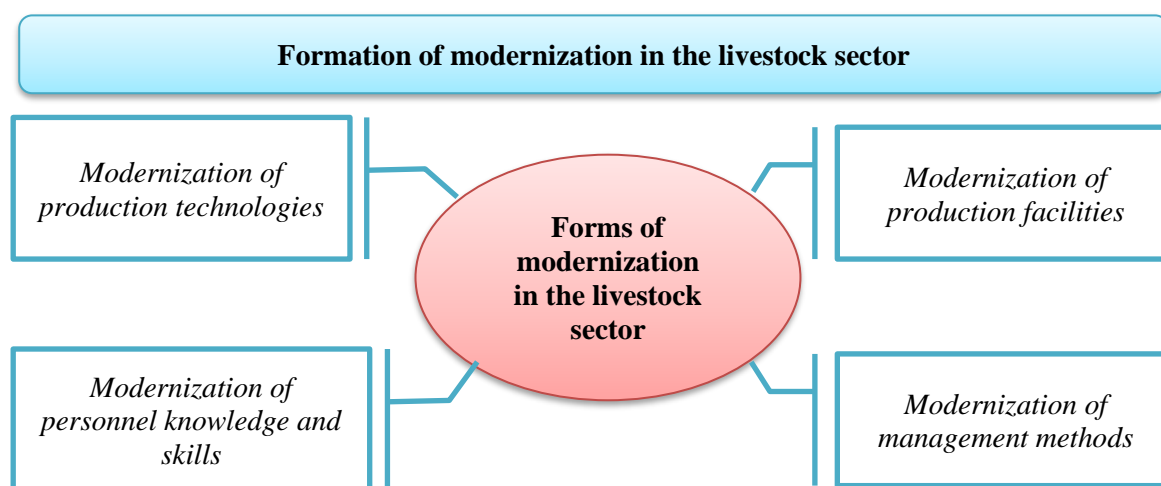 Formation of modernization in the livestock sector
Modernization of
production technologies
Modernization of
production facilities
Forms of
modernization
in the livestock
sector
Modernization of
personnel knowledge and
skills
Modernization of
management methods